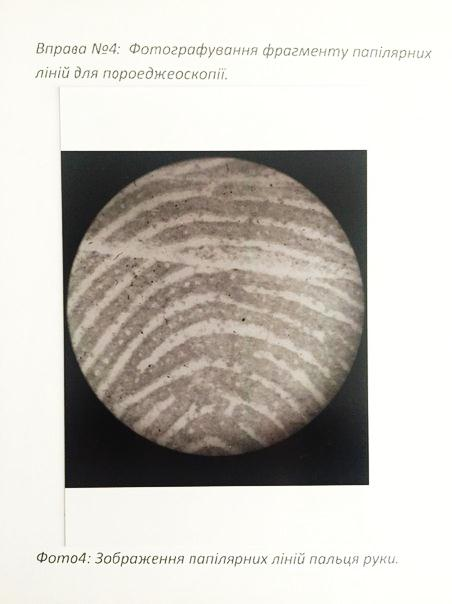 Вправа №4: Фотографування фрагменту папілярних
ліній для пороеджеоскопії.
Фото4: Зображення папілярних ліній пальця руки.